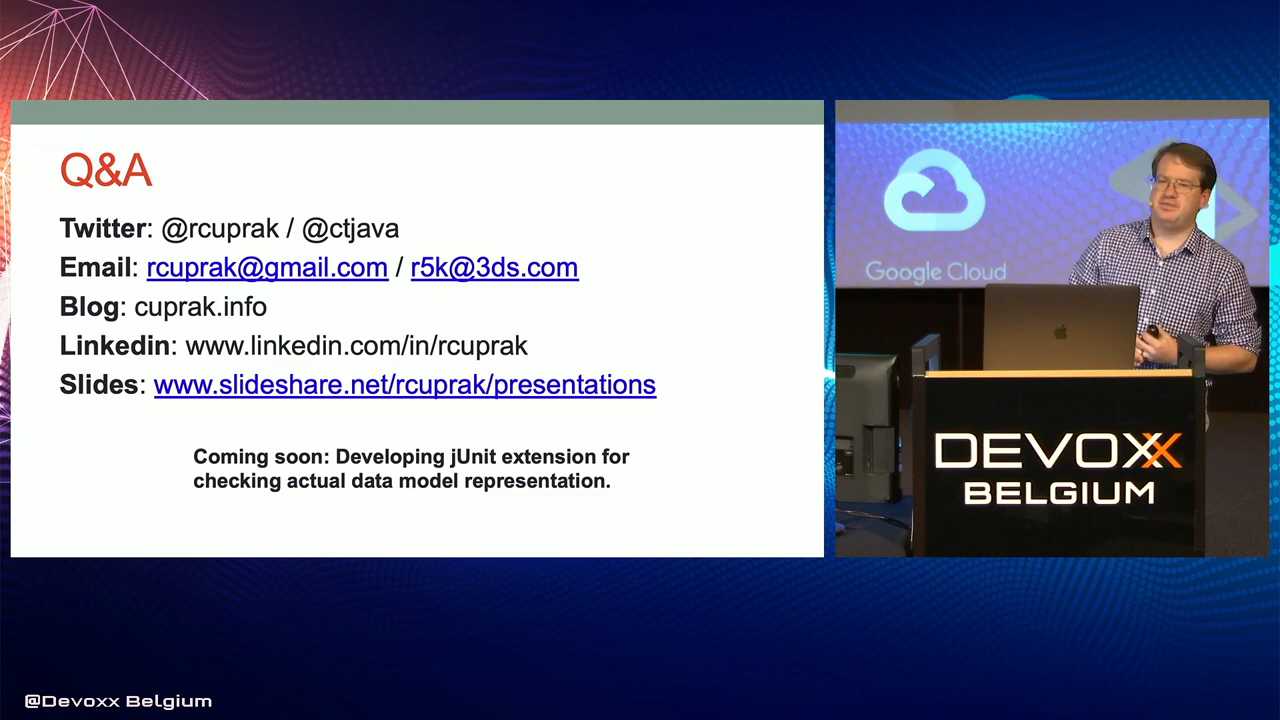 Q&A
Twitter: @rcuprak / @ctjava
Email: rcuprak@gmail.com / r5k@3ds.com
Blog: cuprak.info
Linkedin: www.linkedin.com/in/rcuprak
Slides: www.slideshare.net/rcuprak/presentations
Coming soon: Developing jUnit extension for
checking actual data model representation.
Google Cloud
DEVOXX
BELGIUM
@Devoxx Belgium